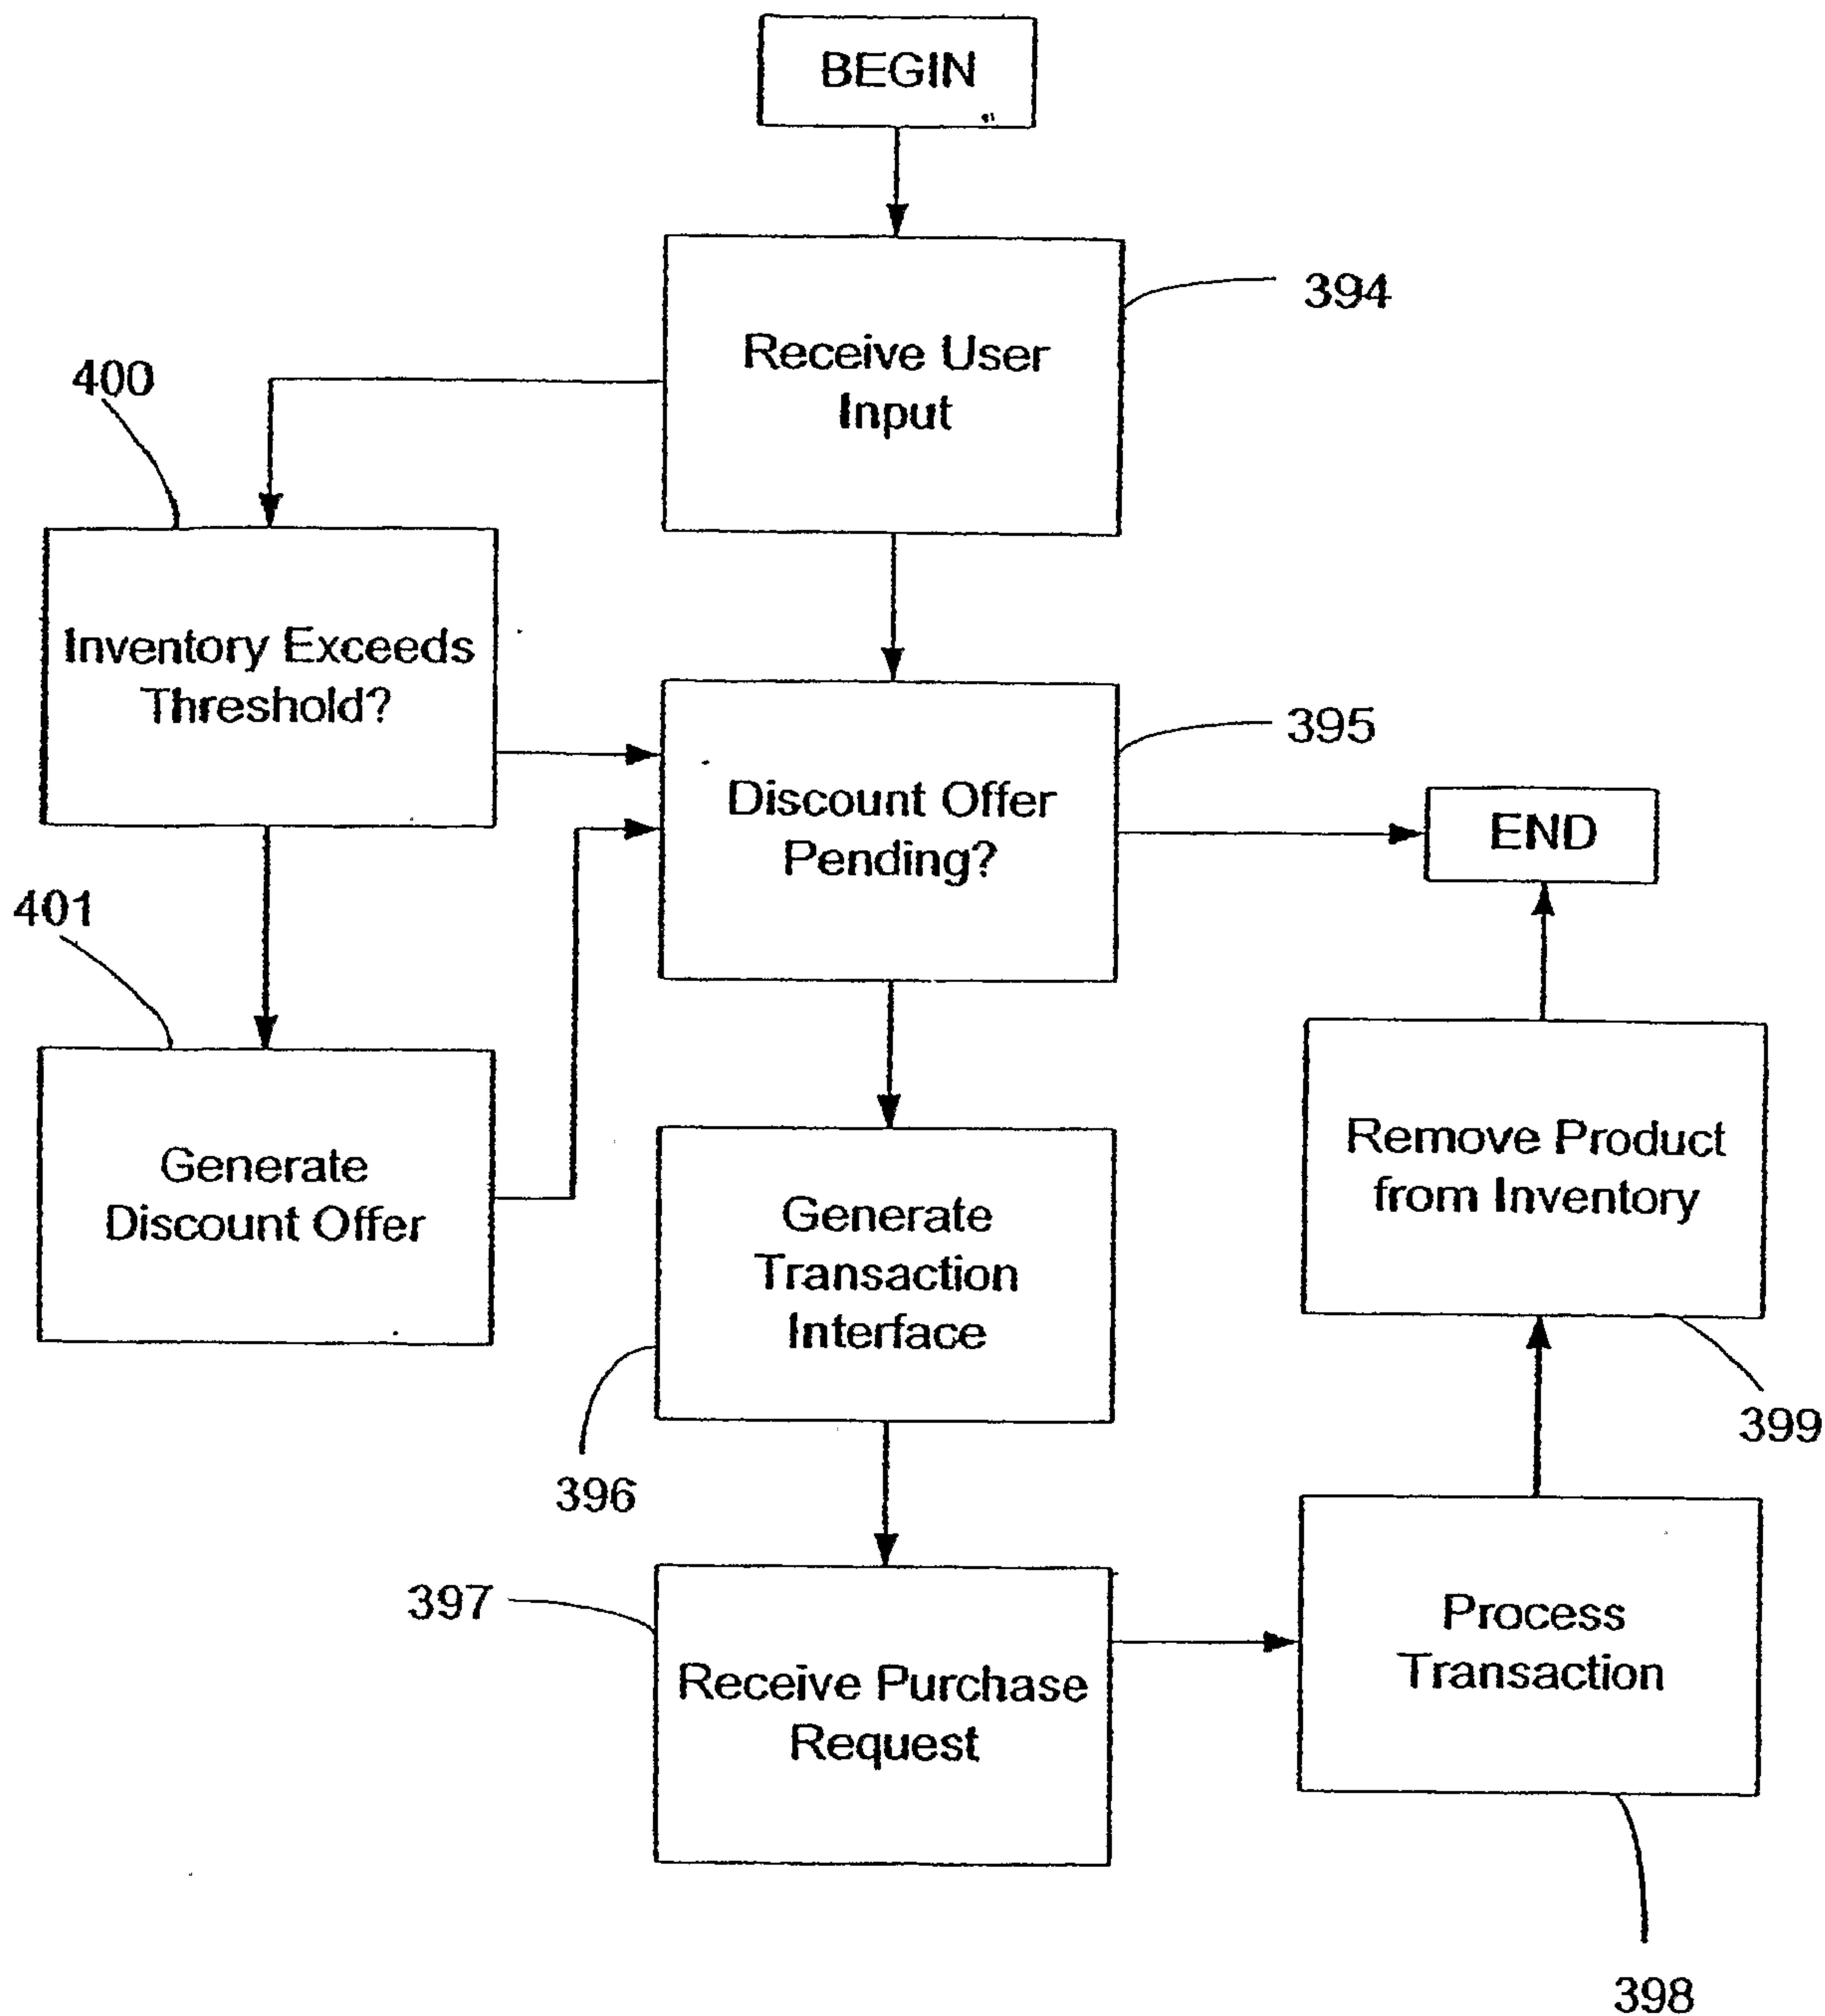 BEGIN
394
Receive User
Input
400
Inventory Exceeds
Threshold?
395
Discount Offer
Pending?
END
401
Generate
Discount Offer
Generate
Transaction
Interface
396
Remove Product
from Inventory
399
397
Receive Purchase
Request
Process
Transaction
398